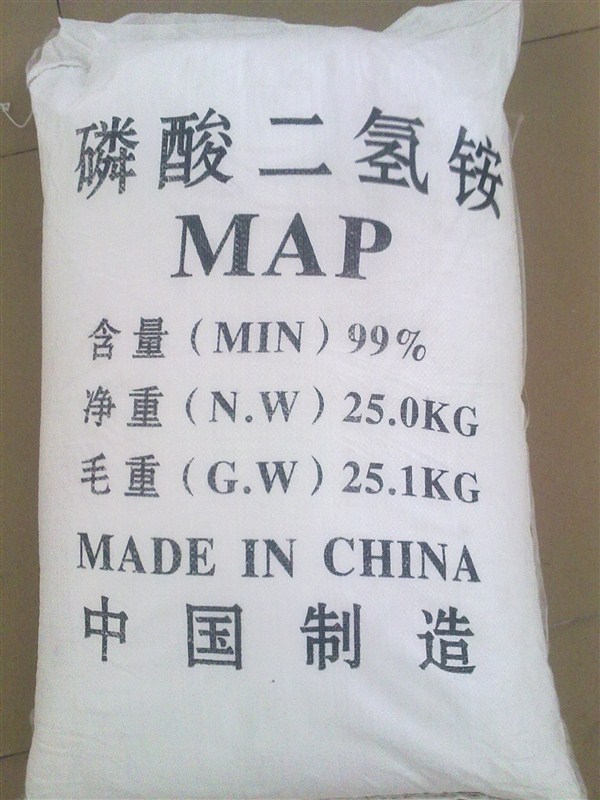 磷酸二氢铵
MAP
含量(MIN)99%
净重(N.W)25.0KG
毛重(G.W)25.1KG
MADE IN CHINA
中国制造